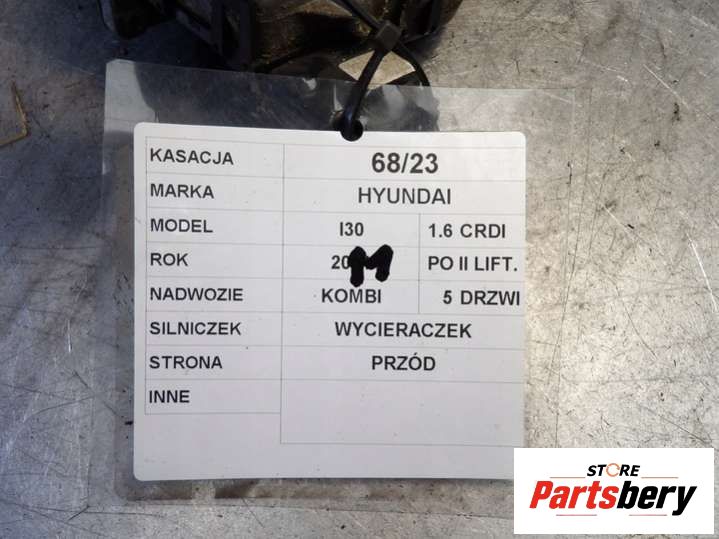 KASACJA 68/23
MARKA HYUNDAI
MODEL I30 1.6 CRDI
ROK 20 PO II LIFT.
NADWOZIE KOMBI 5 DRZWI
SILNICZEK WYCIERACZEK
STRONA PRZÓD
INNE
STORE
Partsbery